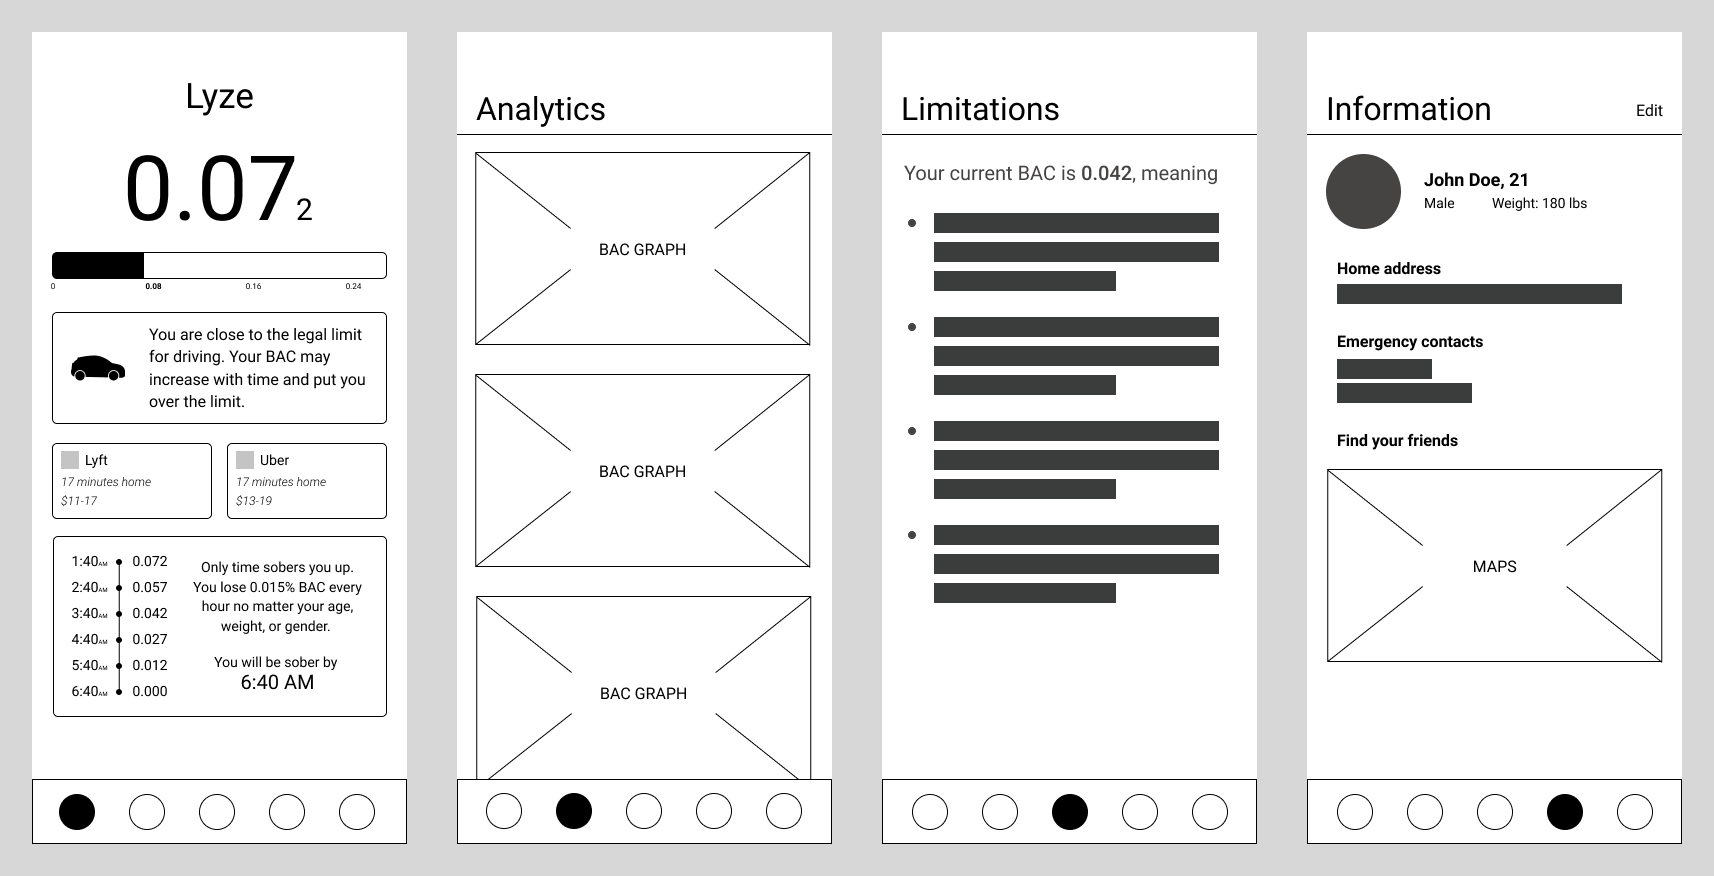 Lyze
0.072
0 0.08 0.16 0.24
You are close to the legal limit
for driving. Your BAC may
increase with time and put you
over the limit.
Lyft
17 minutes home
$11-17
Uber
17 minutes home
$13-19
1:40AM 0.072
2:40AM 0.057
3:40AM 0.042
4:40AM 0.027
5:40AM 0.012
6:40AM 0.000
Only time sobers you up.
You lose 0.015% BAC every
hour no matter your age,
weight, or gender.
You will be sober by
6:40 AM
Analytics
BAC GRAPH
BAC GRAPH
BAC GRAPH
Limitations
Your current BAC is 0.042, meaning
Information Edit
John Doe, 21
Male Weight: 180 lbs
Home address
Emergency contacts
Find your friends
MAPS